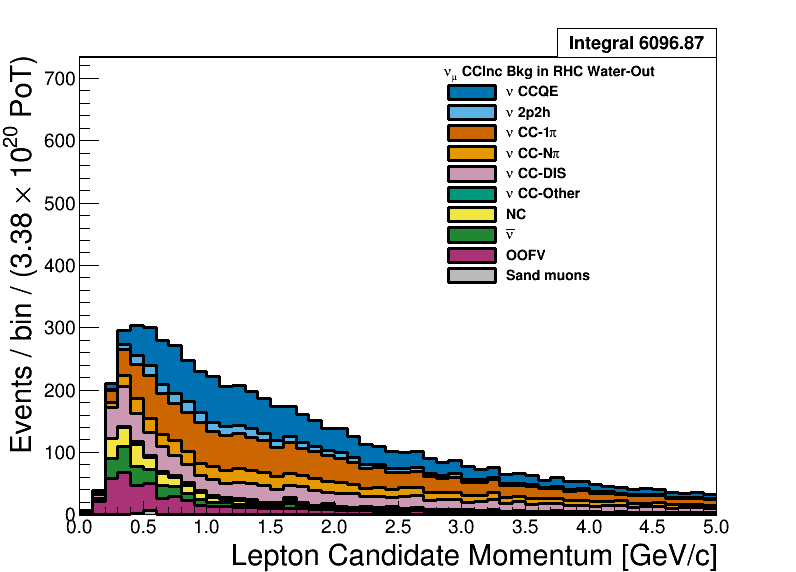 Integral 6096.87
ν_μ CCInc Bkg in RHC Water-Out
ν CCQE
ν 2p2h
ν CC-1π
ν CC-Nπ
ν CC-DIS
ν CC-Other
NC
ν̅
OOFV
Sand muons
Events / bin / (3.38 × 10^20 PoT)
700
600
500
400
300
200
100
0
0.0 0.5 1.0 1.5 2.0 2.5 3.0 3.5 4.0 4.5 5.0
Lepton Candidate Momentum [GeV/c]